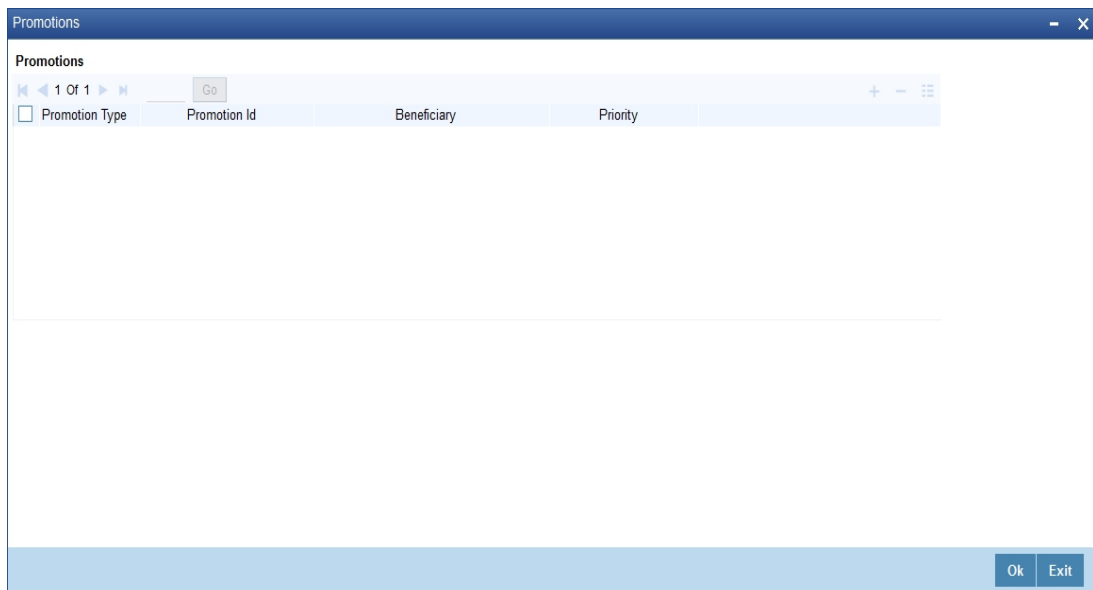 Promotions
Promotions
1 Of 1 Go
Promotion Type Promotion Id Beneficiary Priority
Ok Exit